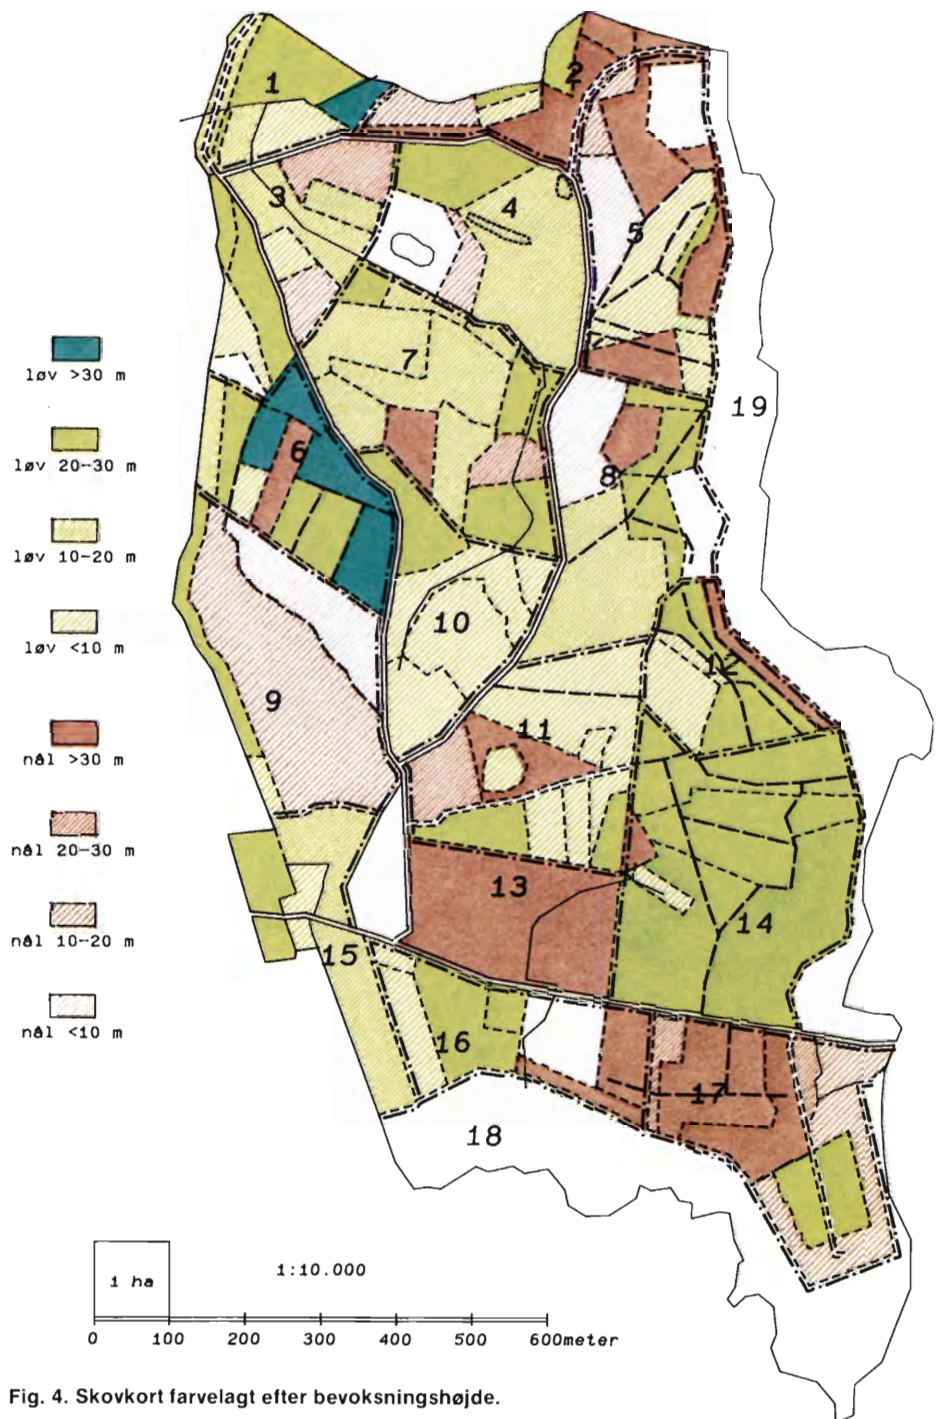 1
2
3
4
5
6
7
8
9
10
11
12
13
14
15
16
17
18
19
løv >30 m
løv 20-30 m
løv 10-20 m
løv <10 m
nål >30 m
nål 20-30 m
nål 10-20 m
nål <10 m
1 ha
1:10.000
0 100 200 300 400 500 600meter
Fig. 4. Skovkort farvelagt efter bevoksningshøjde.